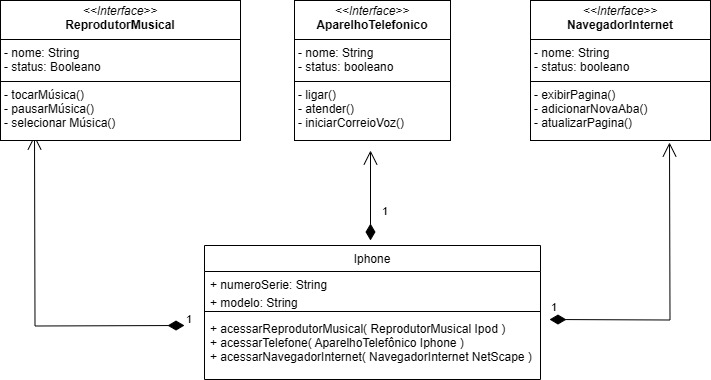 <<Interface>>
ReprodutorMusical
- nome: String
- status: Booleano
- tocarMúsica()
- pausarMúsica()
- selecionar Música()
<<Interface>>
AparelhoTelefonico
- nome: String
- status: booleano
- ligar()
- atender()
- iniciarCorreioVoz()
<<Interface>>
NavegadorInternet
- nome: String
- status: booleano
- exibirPagina()
- adicionarNovaAba()
- atualizarPagina()
1
1
1
Iphone
+ numeroSerie: String
+ modelo: String
+ acessarReprodutorMusical( ReprodutorMusical Ipod )
+ acessarTelefone( AparelhoTelefônico Iphone )
+ acessarNavegadorInternet( NavegadorInternet NetScape )